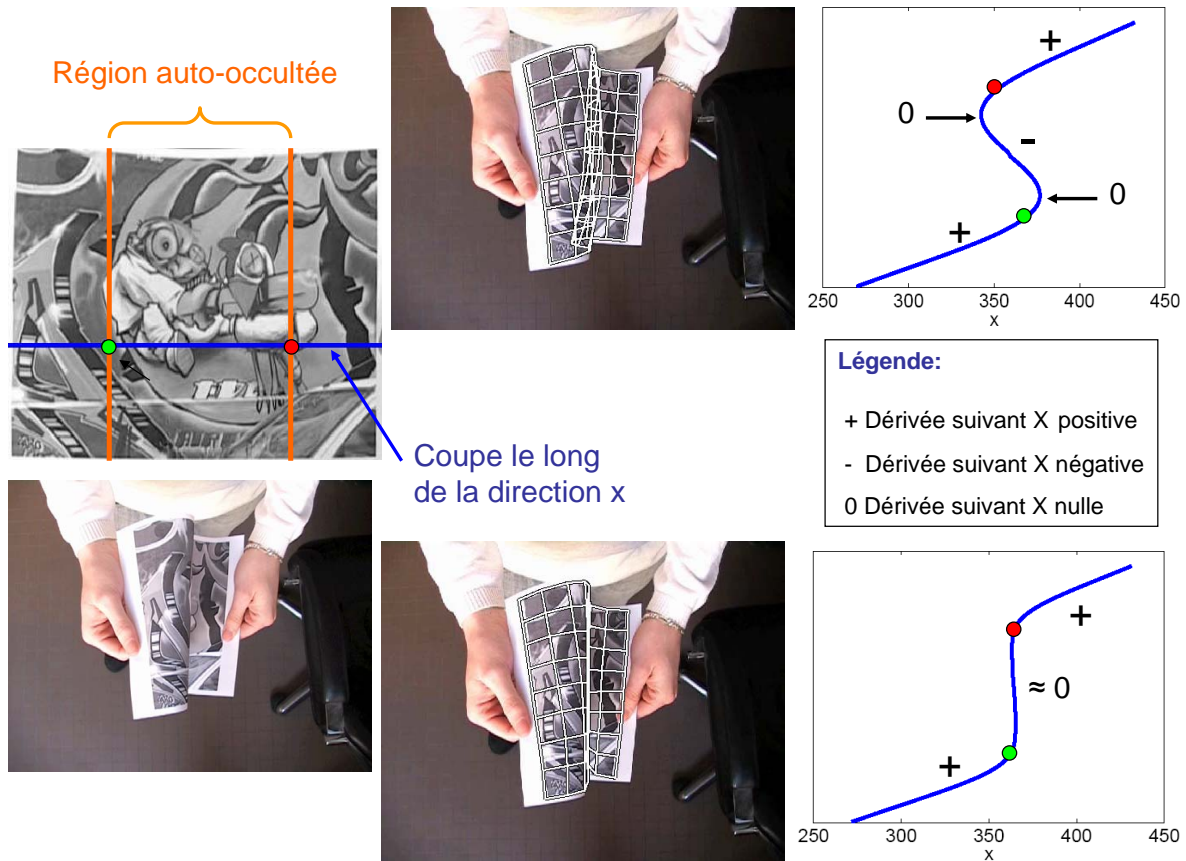 Région auto-occultée
+
0
-
0
+
250 300 350 400 450
x
Légende:
+ Dérivée suivant X positive
- Dérivée suivant X négative
0 Dérivée suivant X nulle
Coupe le long
de la direction x
+
≈ 0
+
250 300 350 400 450
x